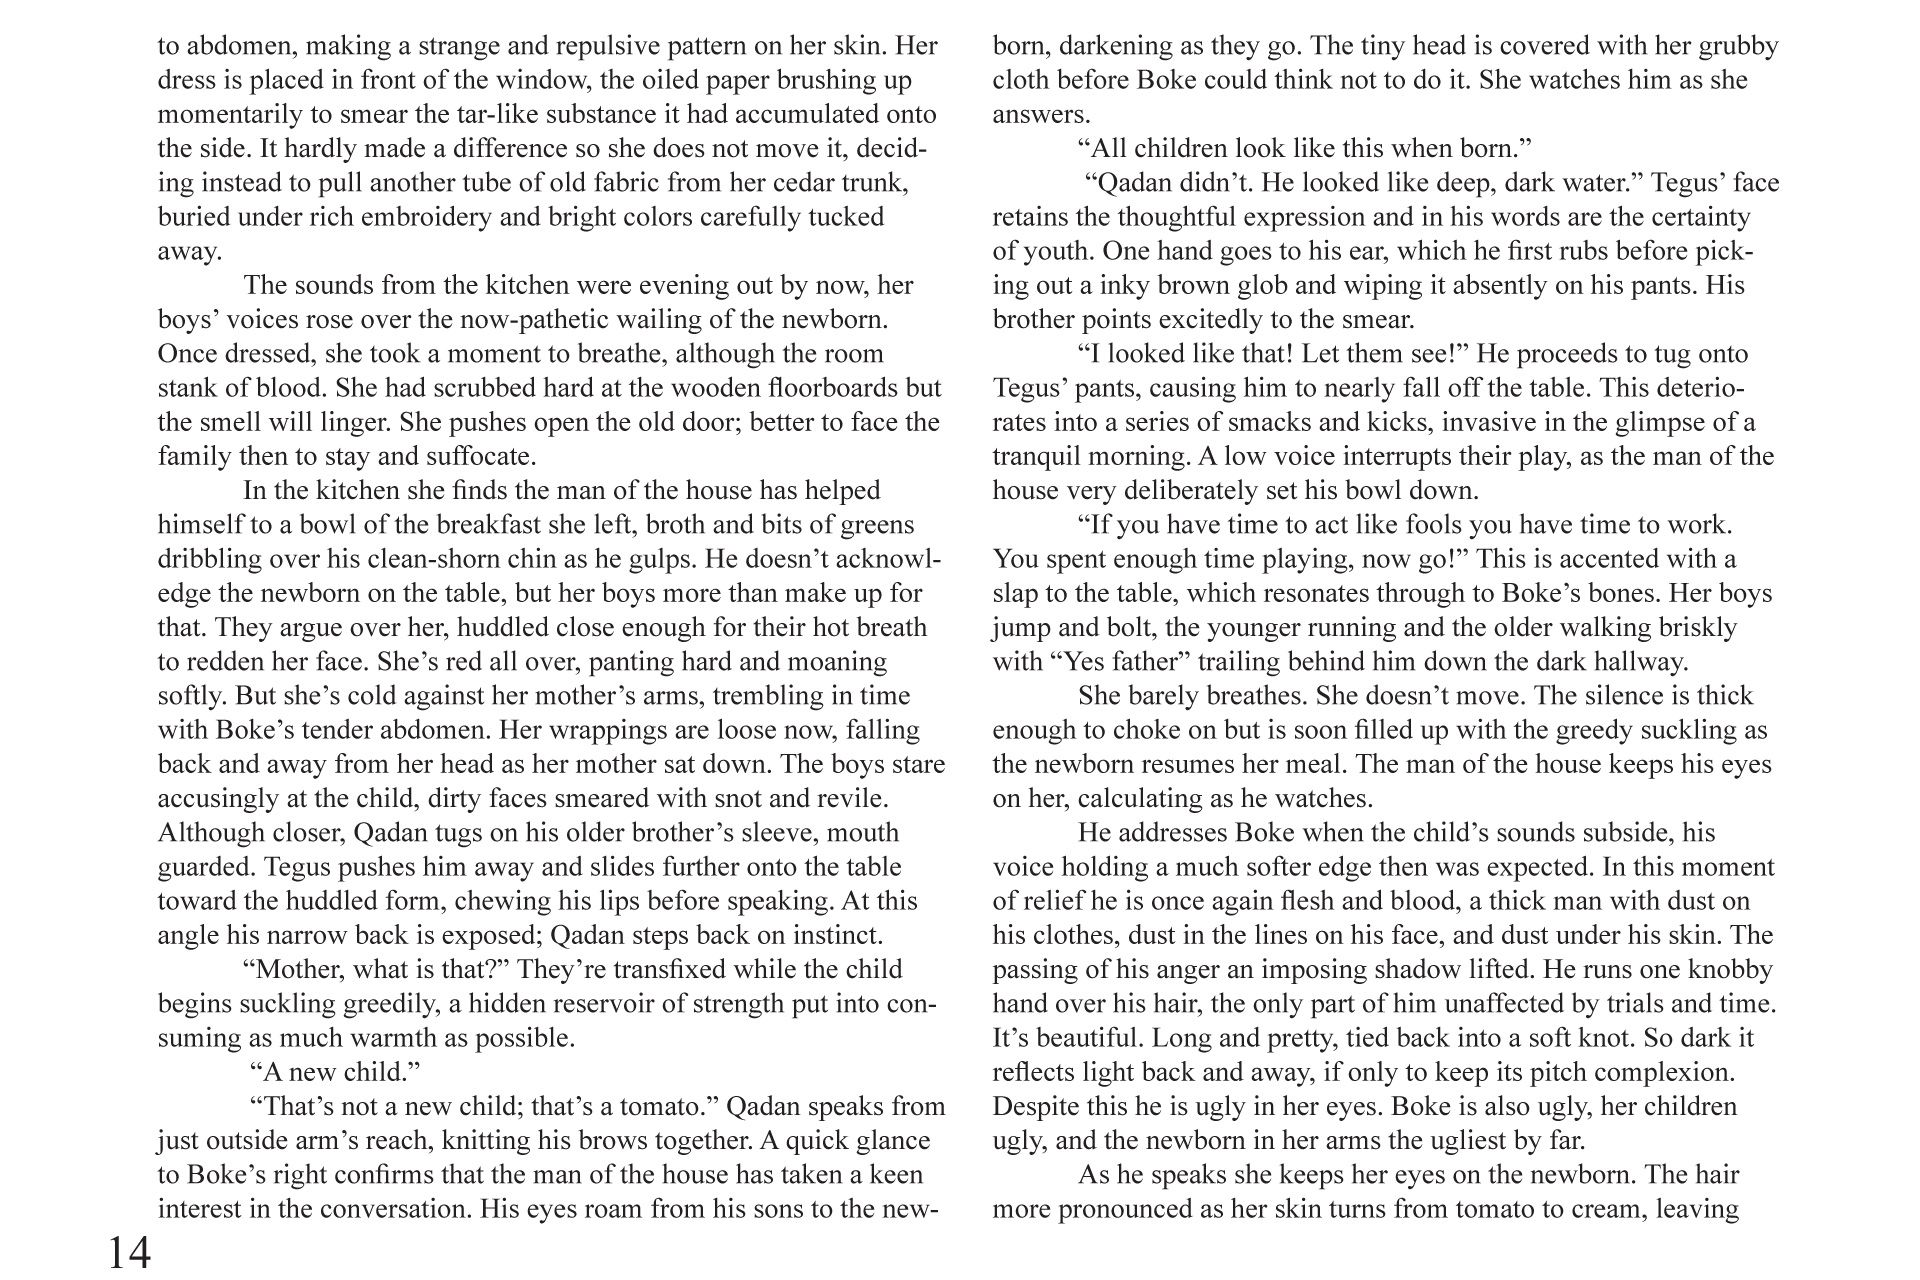 to abdomen, making a strange and repulsive pattern on her skin. Her
dress is placed in front of the window, the oiled paper brushing up
momentarily to smear the tar-like substance it had accumulated onto
the side. It hardly made a difference so she does not move it, decid-
ing instead to pull another tube of old fabric from her cedar trunk,
buried under rich embroidery and bright colors carefully tucked
away.
The sounds from the kitchen were evening out by now, her
boys’ voices rose over the now-pathetic wailing of the newborn.
Once dressed, she took a moment to breathe, although the room
stank of blood. She had scrubbed hard at the wooden floorboards but
the smell will linger. She pushes open the old door; better to face the
family then to stay and suffocate.
In the kitchen she finds the man of the house has helped
himself to a bowl of the breakfast she left, broth and bits of greens
dribbling over his clean-shorn chin as he gulps. He doesn’t acknowl-
edge the newborn on the table, but her boys more than make up for
that. They argue over her, huddled close enough for their hot breath
to redden her face. She’s red all over, panting hard and moaning
softly. But she’s cold against her mother’s arms, trembling in time
with Boke’s tender abdomen. Her wrappings are loose now, falling
back and away from her head as her mother sat down. The boys stare
accusingly at the child, dirty faces smeared with snot and revile.
Although closer, Qadan tugs on his older brother’s sleeve, mouth
guarded. Tegus pushes him away and slides further onto the table
toward the huddled form, chewing his lips before speaking. At this
angle his narrow back is exposed; Qadan steps back on instinct.
“Mother, what is that?” They’re transfixed while the child
begins suckling greedily, a hidden reservoir of strength put into con-
suming as much warmth as possible.
“A new child.”
“That’s not a new child; that’s a tomato.” Qadan speaks from
just outside arm’s reach, knitting his brows together. A quick glance
to Boke’s right confirms that the man of the house has taken a keen
interest in the conversation. His eyes roam from his sons to the new-
14
born, darkening as they go. The tiny head is covered with her grubby
cloth before Boke could think not to do it. She watches him as she
answers.
“All children look like this when born.”
“Qadan didn’t. He looked like deep, dark water.” Tegus’ face
retains the thoughtful expression and in his words are the certainty
of youth. One hand goes to his ear, which he first rubs before pick-
ing out a inky brown glob and wiping it absently on his pants. His
brother points excitedly to the smear.
“I looked like that! Let them see!” He proceeds to tug onto
Tegus’ pants, causing him to nearly fall off the table. This deterio-
rates into a series of smacks and kicks, invasive in the glimpse of a
tranquil morning. A low voice interrupts their play, as the man of the
house very deliberately set his bowl down.
“If you have time to act like fools you have time to work.
You spent enough time playing, now go!” This is accented with a
slap to the table, which resonates through to Boke’s bones. Her boys
jump and bolt, the younger running and the older walking briskly
with “Yes father” trailing behind him down the dark hallway.
She barely breathes. She doesn’t move. The silence is thick
enough to choke on but is soon filled up with the greedy suckling as
the newborn resumes her meal. The man of the house keeps his eyes
on her, calculating as he watches.
He addresses Boke when the child’s sounds subside, his
voice holding a much softer edge then was expected. In this moment
of relief he is once again flesh and blood, a thick man with dust on
his clothes, dust in the lines on his face, and dust under his skin. The
passing of his anger an imposing shadow lifted. He runs one knobby
hand over his hair, the only part of him unaffected by trials and time.
It’s beautiful. Long and pretty, tied back into a soft knot. So dark it
reflects light back and away, if only to keep its pitch complexion.
Despite this he is ugly in her eyes. Boke is also ugly, her children
ugly, and the newborn in her arms the ugliest by far.
As he speaks she keeps her eyes on the newborn. The hair
more pronounced as her skin turns from tomato to cream, leaving